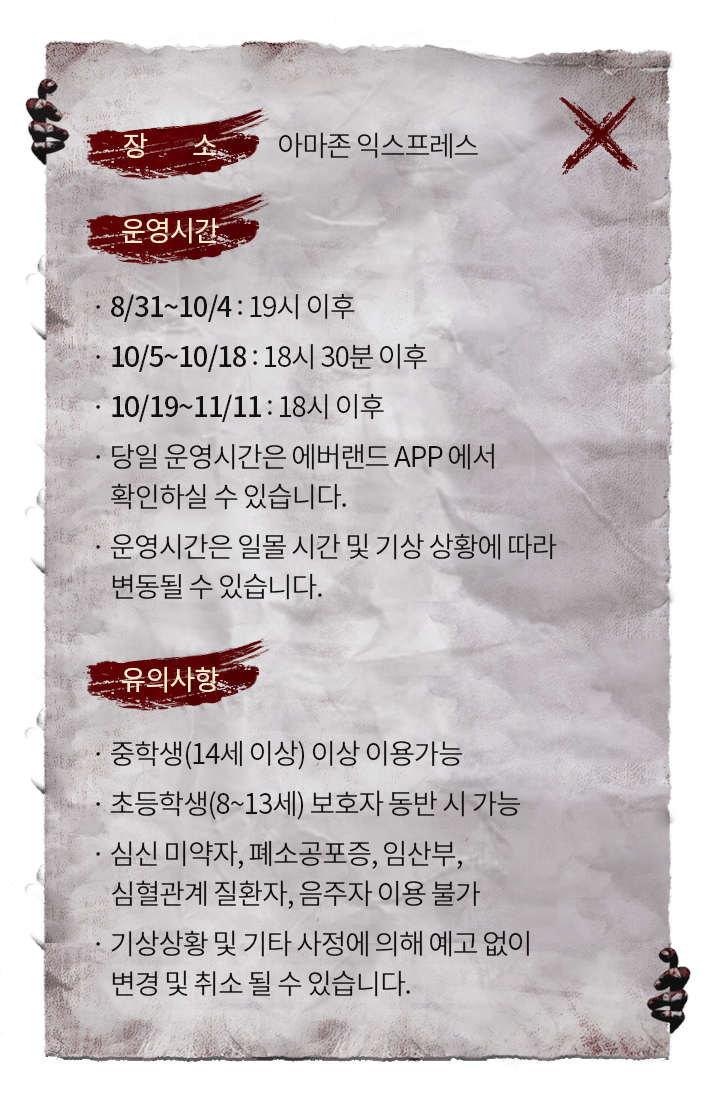 장 소 아마존 익스프레스
운영시간
· 8/31~10/4 : 19시 이후
· 10/5~10/18 : 18시 30분 이후
· 10/19~11/11 : 18시 이후
· 당일 운영시간은 에버랜드 APP 에서
확인하실 수 있습니다.
· 운영시간은 일몰 시간 및 기상 상황에 따라
변동될 수 있습니다.
유의사항
· 중학생(14세 이상) 이상 이용가능
· 초등학생(8~13세) 보호자 동반 시 가능
· 심신 미약자, 폐소공포증, 임산부,
심혈관계 질환자, 음주자 이용 불가
· 기상상황 및 기타 사정에 의해 예고 없이
변경 및 취소 될 수 있습니다.